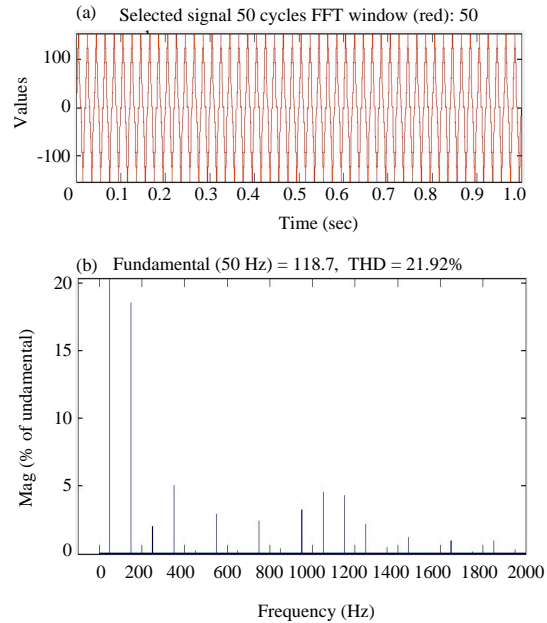 (a) Selected signal 50 cycles FFT window (red): 50
100
0
-100
Values
0 0.1 0.2 0.3 0.4 0.5 0.6 0.7 0.8 0.9 1.0
Time (sec)
(b) Fundamental (50 Hz) = 118.7, THD = 21.92%
20
15
10
5
0
Mag (% of undamental)
0 200 400 600 800 1000 1200 1400 1600 1800 2000
Frequency (Hz)